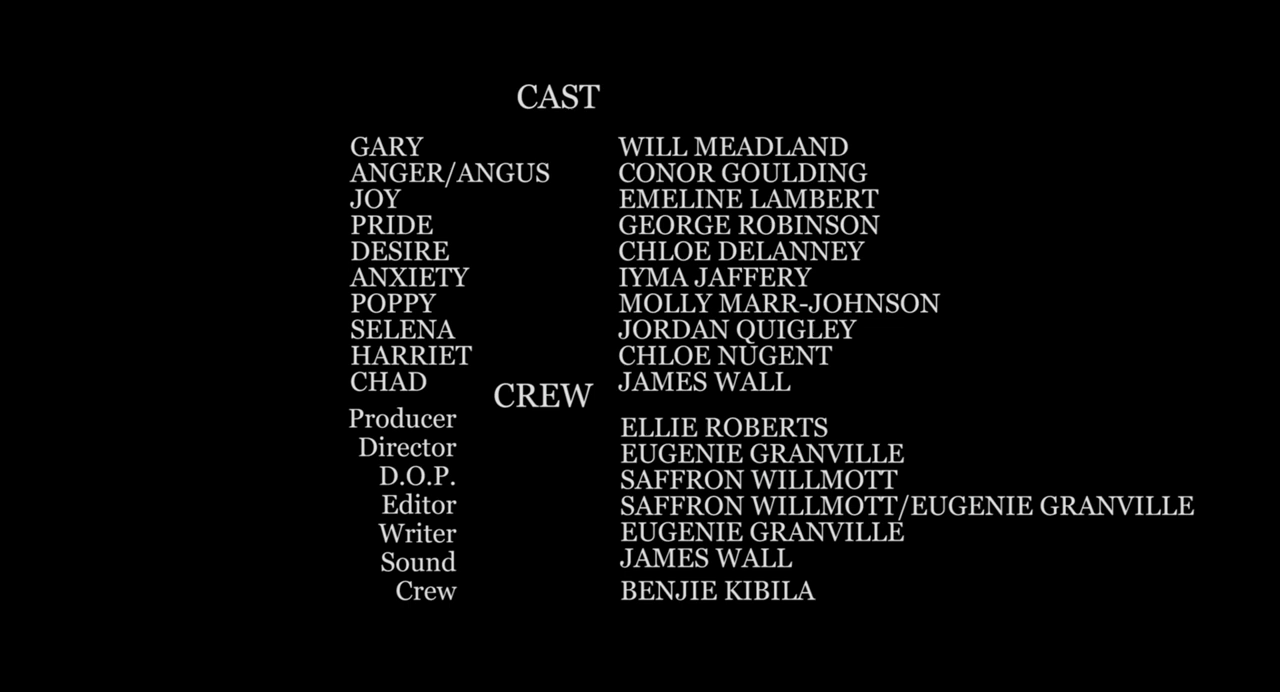 CAST
GARY WILL MEADLAND
ANGER/ANGUS CONOR GOULDING
JOY EMELINE LAMBERT
PRIDE GEORGE ROBINSON
DESIRE CHLOE DELANNEY
ANXIETY IYMA JAFFERY
POPPY MOLLY MARR-JOHNSON
SELENA JORDAN QUIGLEY
HARRIET CHLOE NUGENT
CHAD JAMES WALL
CREW
Producer ELLIE ROBERTS
Director EUGENIE GRANVILLE
D.O.P. SAFFRON WILLMOTT
Editor SAFFRON WILLMOTT/EUGENIE GRANVILLE
Writer EUGENIE GRANVILLE
Sound JAMES WALL
Crew BENJIE KIBILA